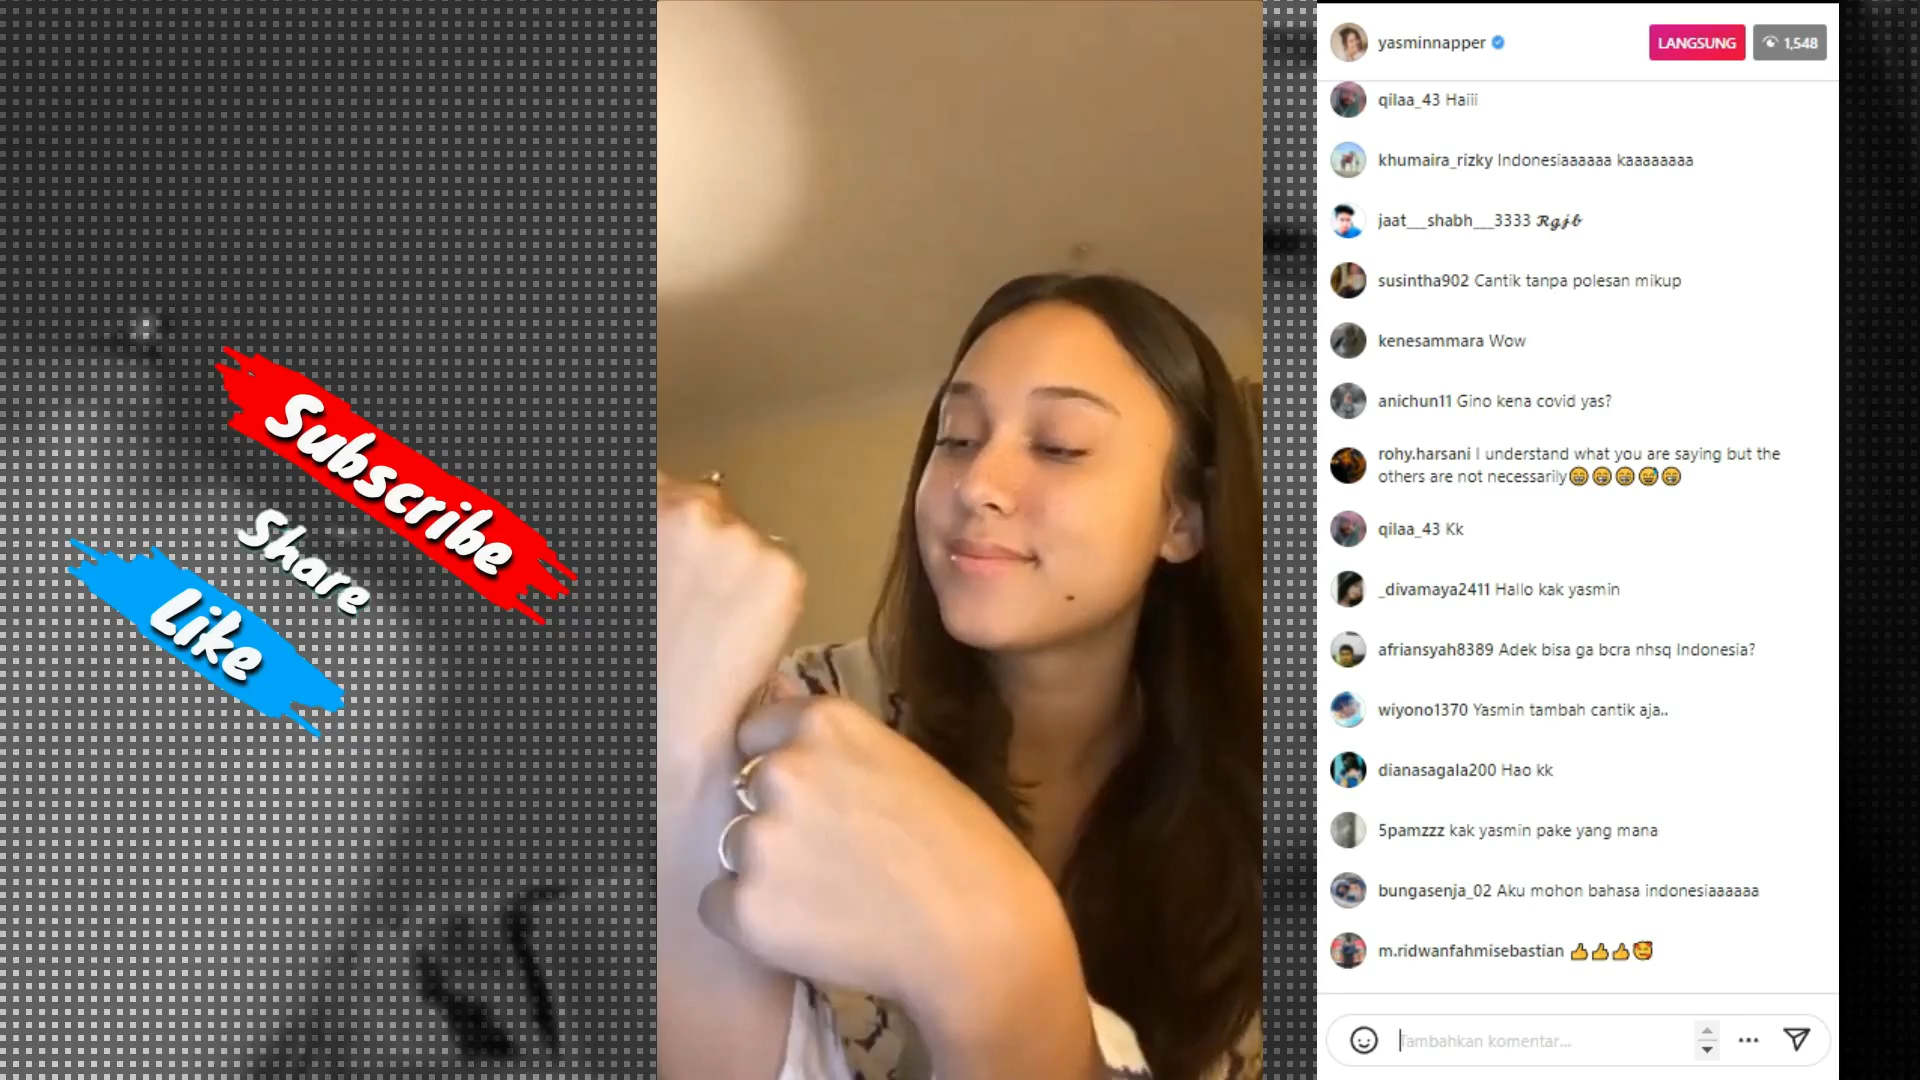 Subscribe
Share
Like
yasminnapper
LANGSUNG
1,548
qilaa_43 Haiii
khumaira_rizky Indonesiaaaaaa kaaaaaaaa
jaat___shabh___3333 𝓡𝓰𝓳𝓫
susintha902 Cantik tanpa polesan mikup
kenesammara Wow
anichun11 Gino kena covid yas?
rohy.harsani I understand what you are saying but the
others are not necessarily😁😁😁😅😁
qilaa_43 Kk
_divamaya2411 Hallo kak yasmin
afriansyah8389 Adek bisa ga bcra nhsq Indonesia?
wiyono1370 Yasmin tambah cantik aja..
dianasagala200 Hao kk
5pamzzz kak yasmin pake yang mana
bungasenja_02 Aku mohon bahasa indonesiaaaaaa
m.ridwanfahmisebastian 👍👍👍🥰
Tambahkan komentar...